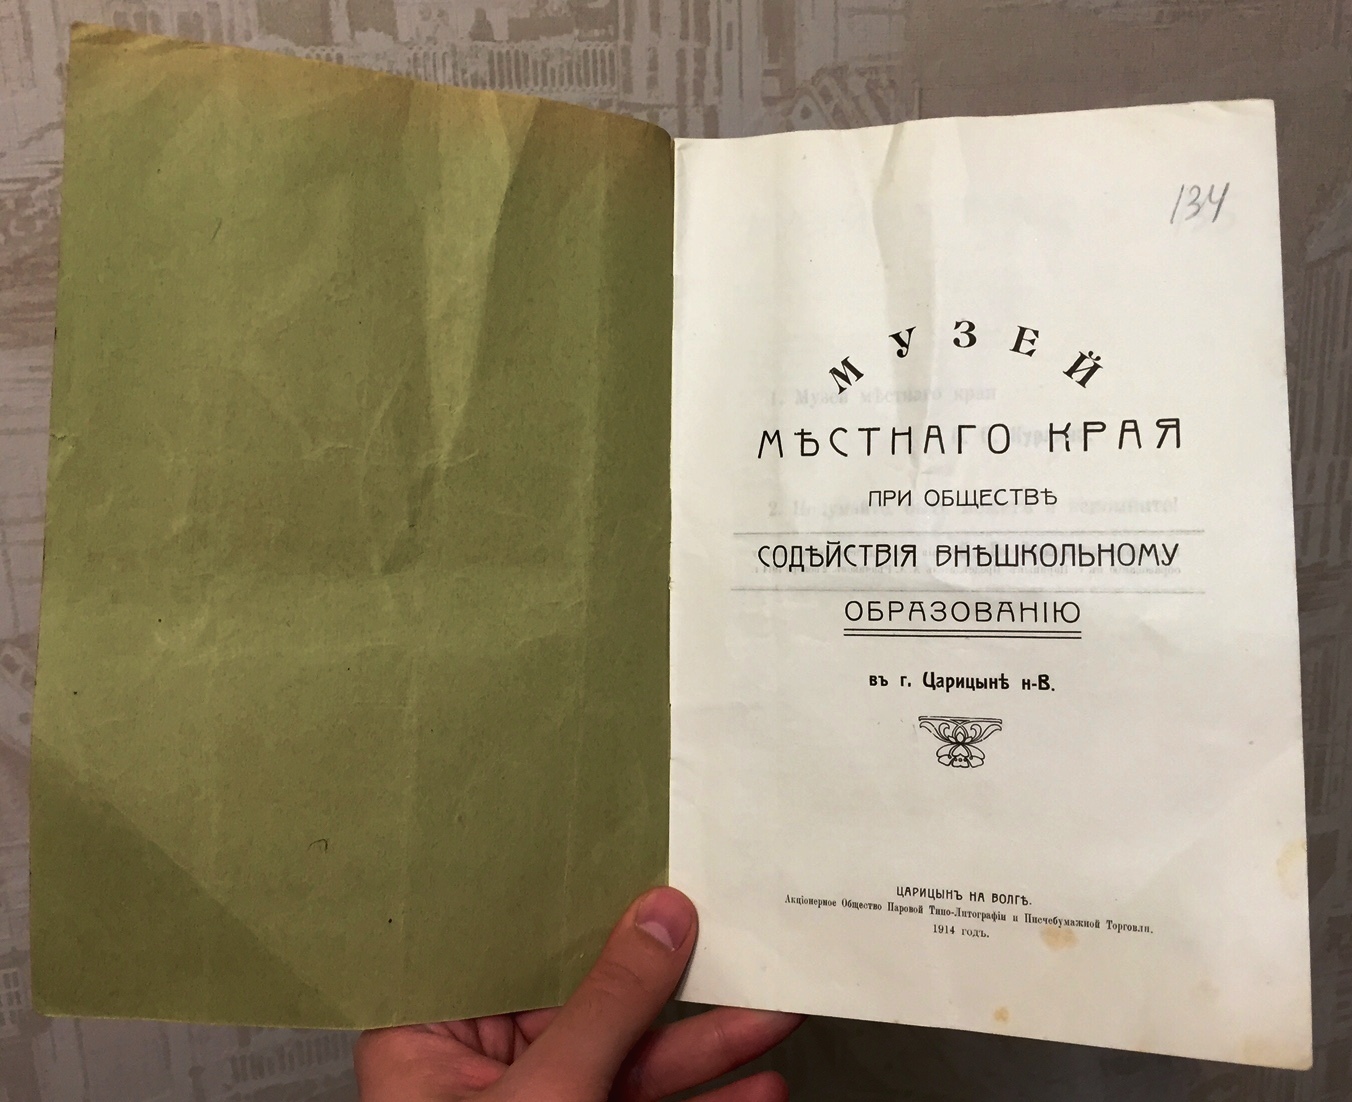 134
МУЗЕЙ
МѢСТНАГО КРАЯ
ПРИ ОБЩЕСТВѢ
СОДѢЙСТВІЯ ВНѢШКОЛЬНОМУ
ОБРАЗОВАНІЮ
въ г. Царицынѣ н-В.
ЦАРИЦЫНЪ НА ВОЛГѢ.
Акціонерное Общество Паровой Типо-Литографіи и Писчебумажной Торговли.
1914 годъ.